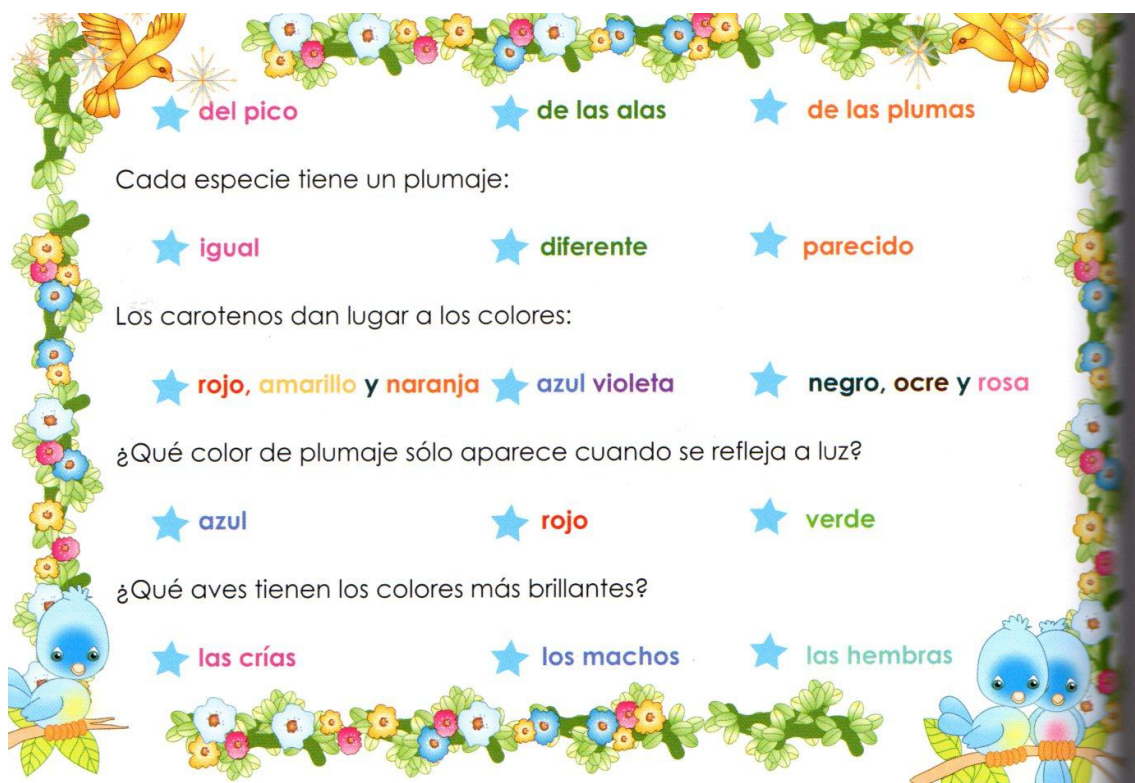 del pico de las alas de las plumas
Cada especie tiene un plumaje:
igual diferente parecido
Los carotenos dan lugar a los colores:
rojo, amarillo y naranja azul violeta negro, ocre y rosa
¿Qué color de plumaje sólo aparece cuando se refleja a luz?
azul rojo verde
¿Qué aves tienen los colores más brillantes?
las crías los machos las hembras